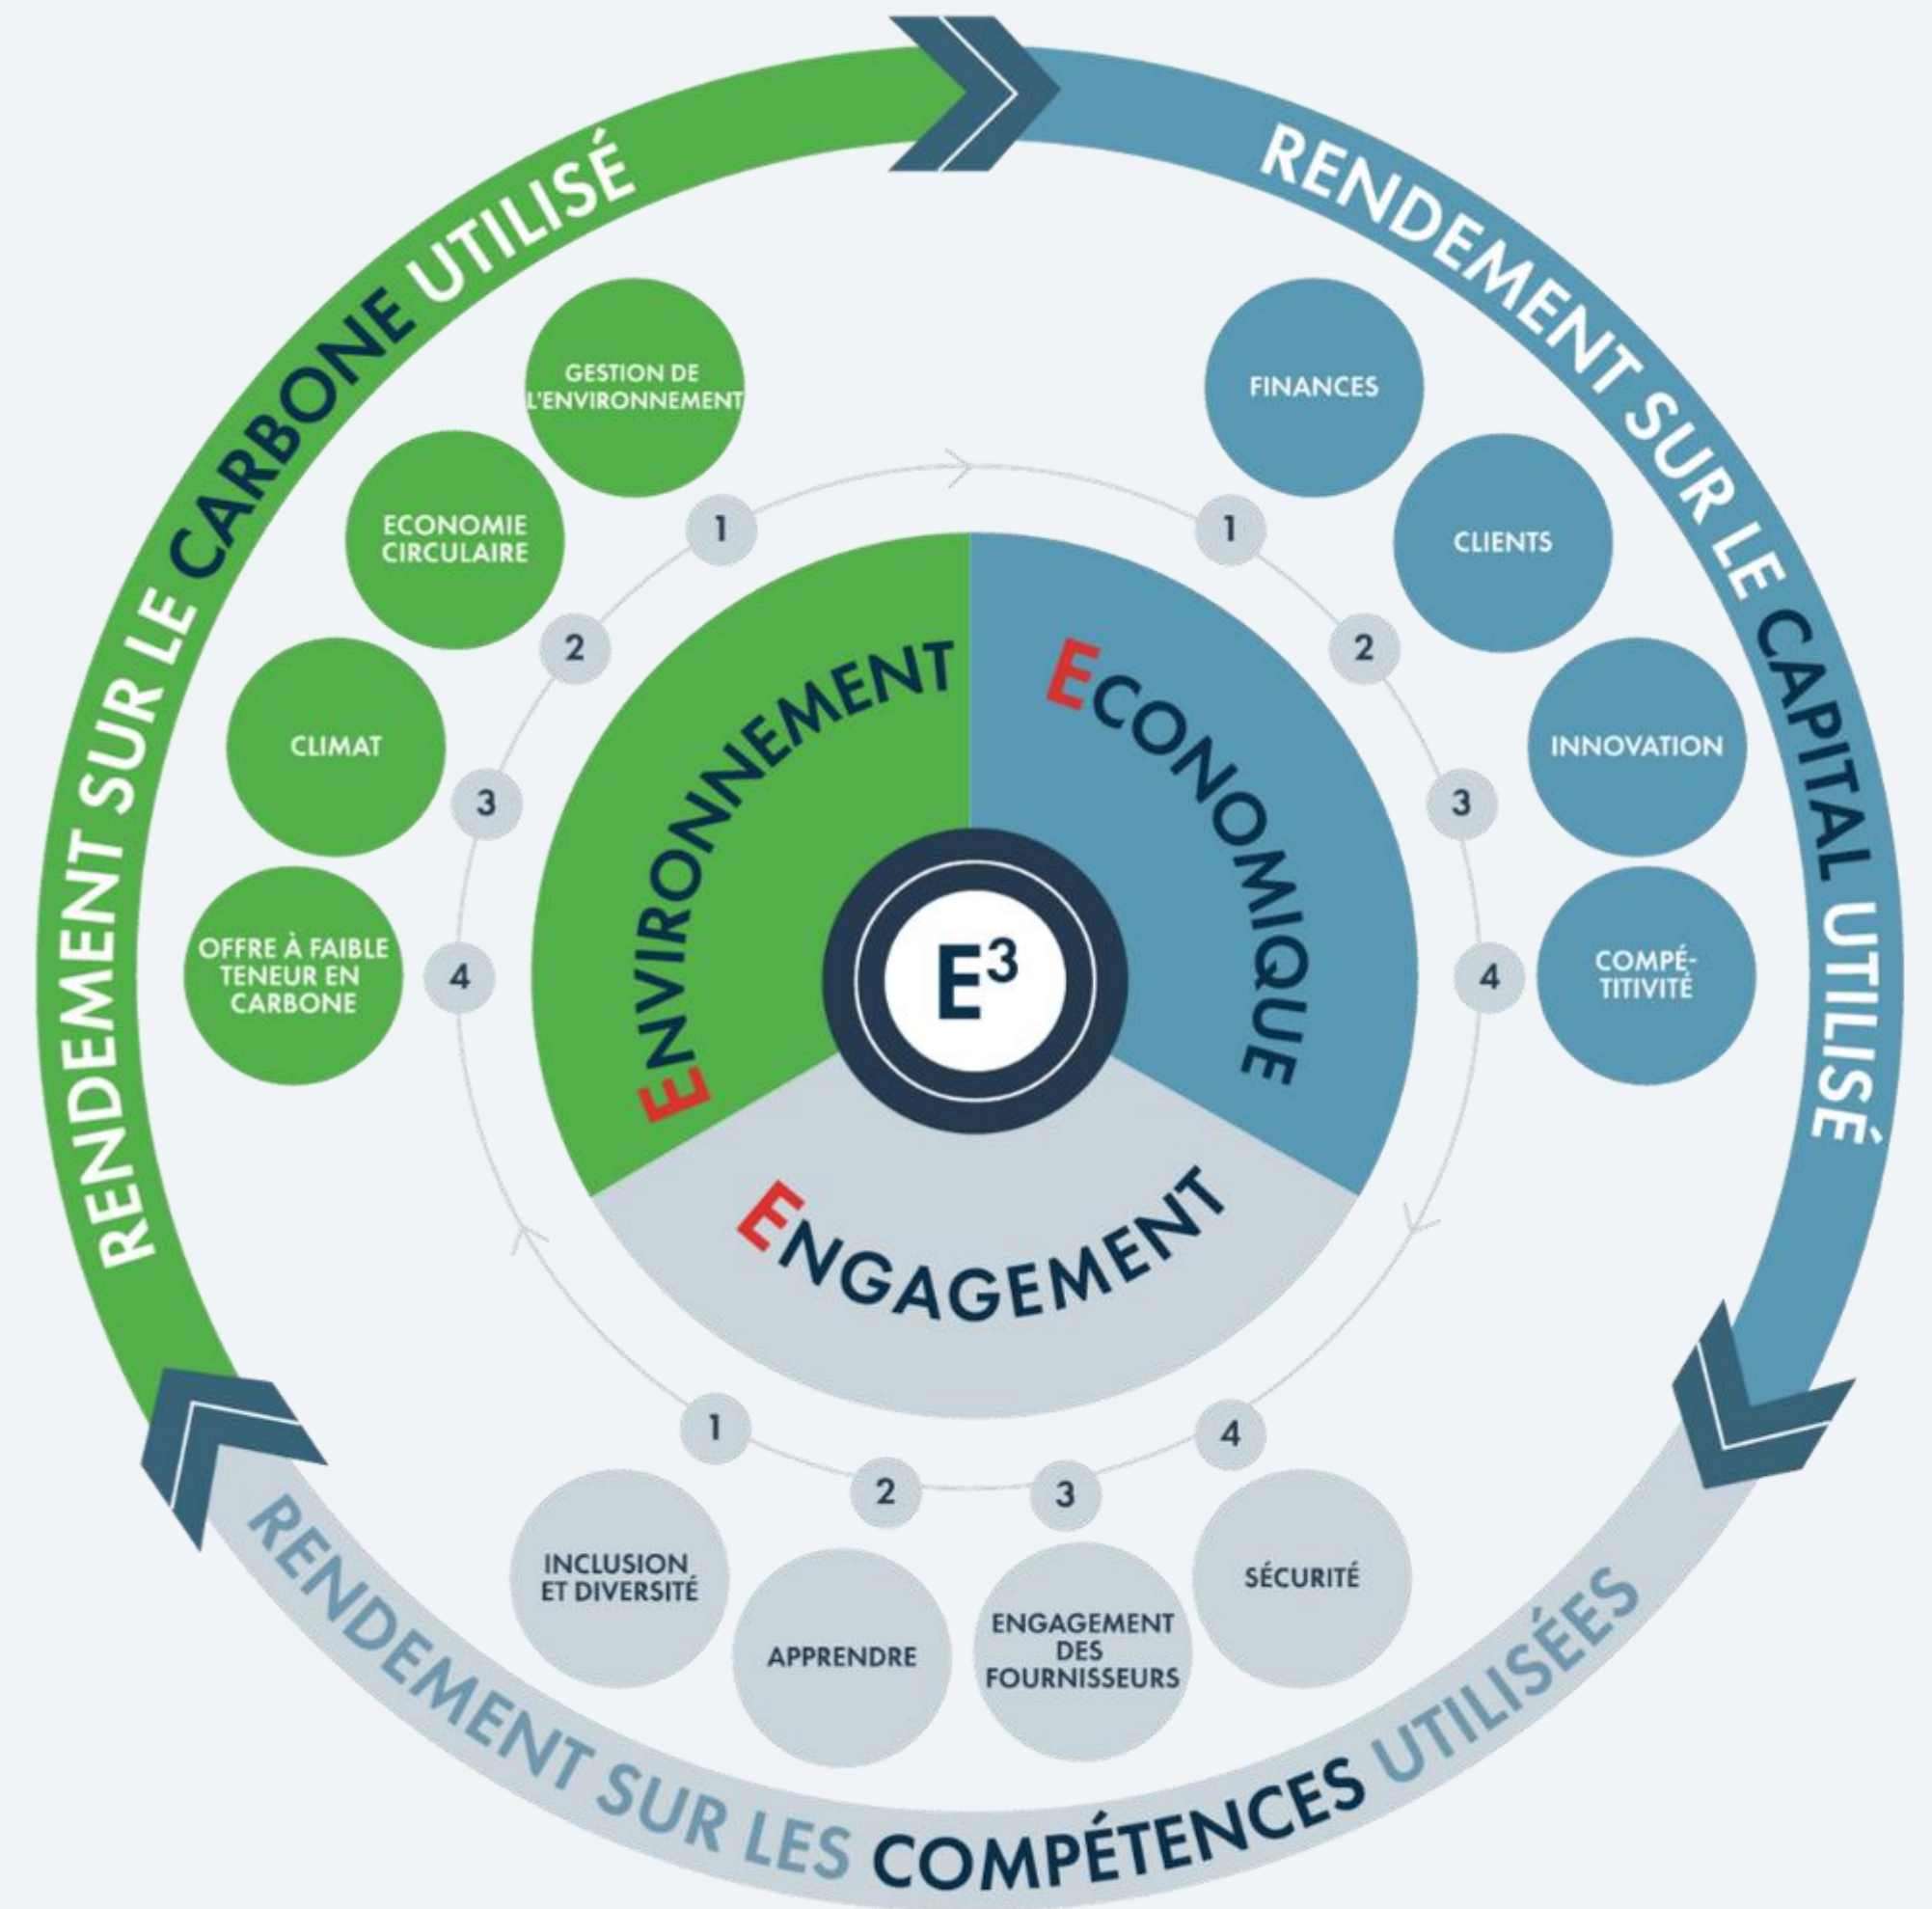 RENDEMENT SUR LE CARBONE UTILISÉ
RENDEMENT SUR LE CAPITAL UTILISÉ
GESTION DE
L'ENVIRONNEMENT
1
ECONOMIE
CIRCULAIRE
2
CLIMAT
3
OFFRE À FAIBLE
TENEUR EN
CARBONE
4
FINANCES
1
CLIENTS
2
INNOVATION
3
COMPÉ-
TITIVITÉ
4
ENVIRONNEMENT
ECONOMIQUE
E³
ENGAGEMENT
1
INCLUSION
ET DIVERSITÉ
2
APPRENDRE
3
ENGAGEMENT
DES
FOURNISSEURS
4
SÉCURITÉ
RENDEMENT SUR LES COMPÉTENCES UTILISÉES